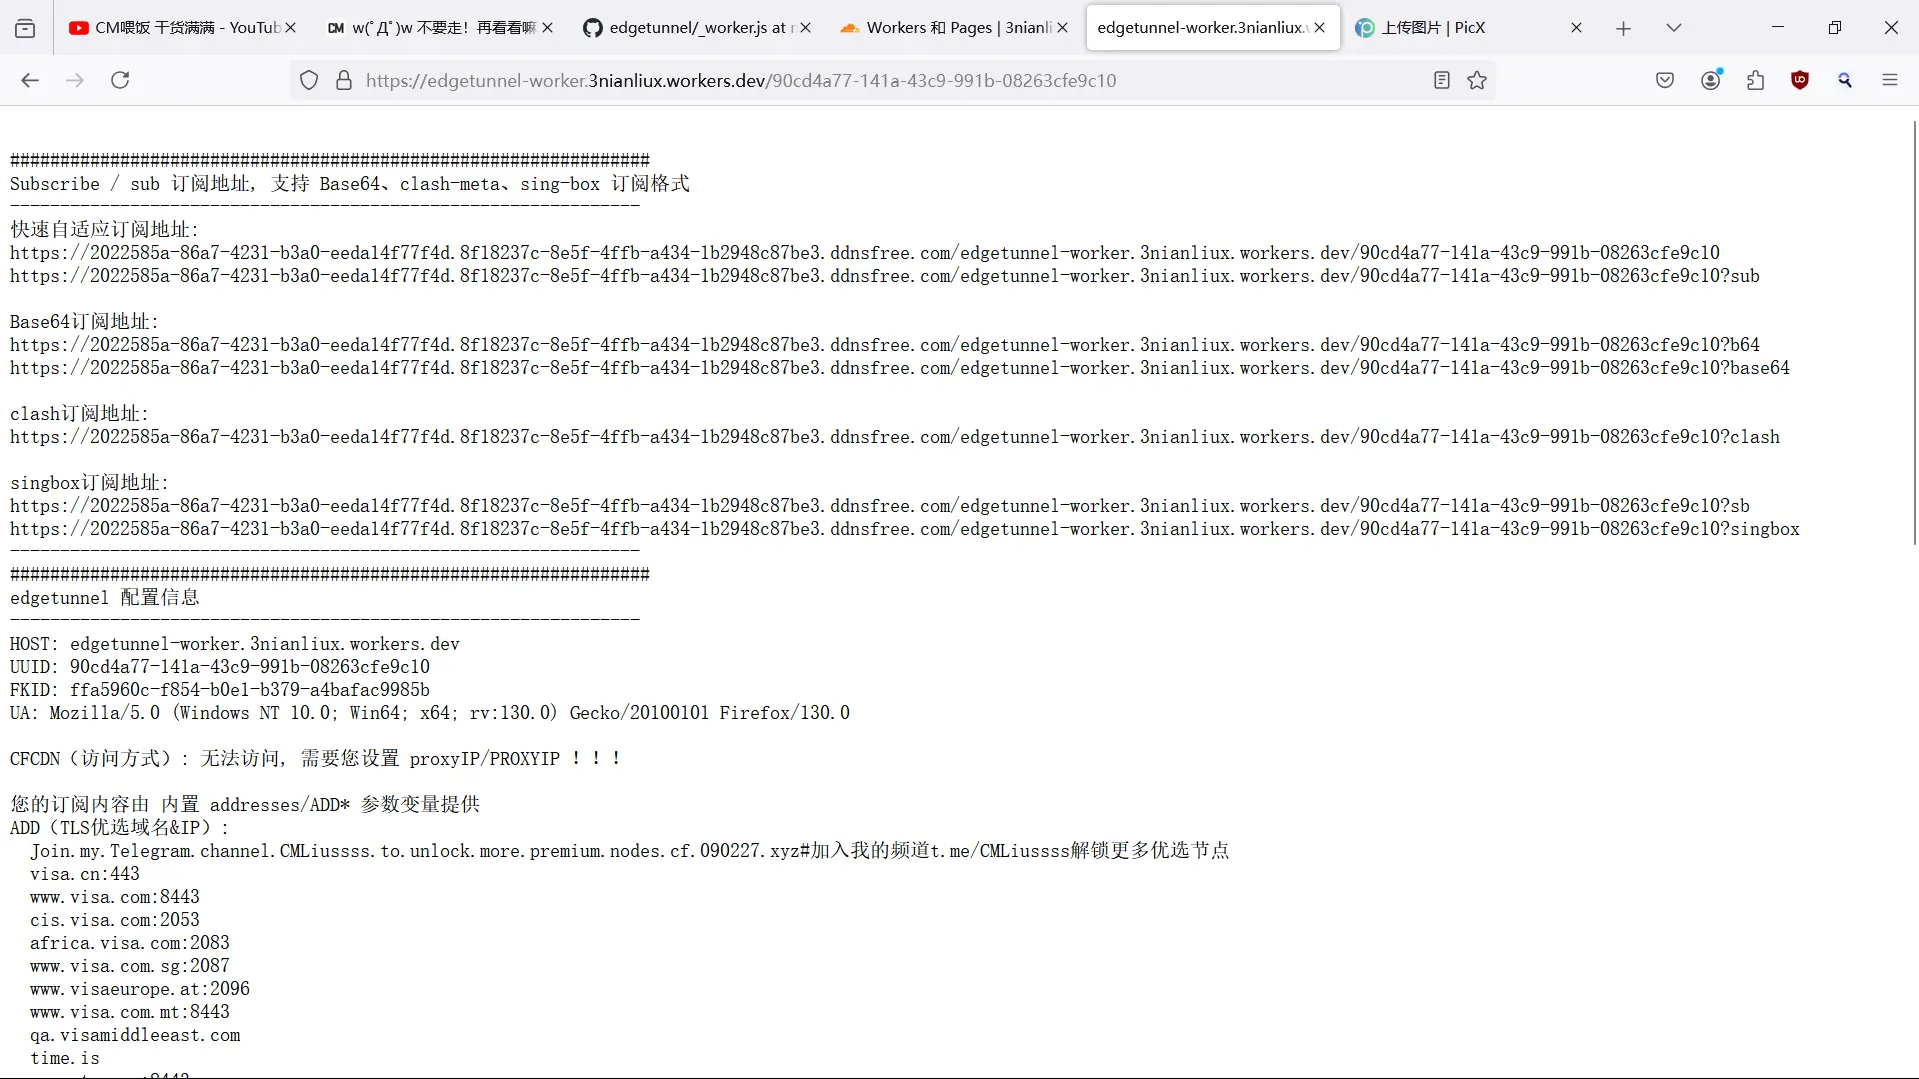 CM喂饭 干货满满 - YouTub
CM w(ﾟДﾟ)w 不要走！再看看嘛
edgetunnel/_worker.js at r
Workers 和 Pages | 3nianli
edgetunnel-worker.3nianliux.
上传图片 | PicX
https://edgetunnel-worker.3nianliux.workers.dev/90cd4a77-141a-43c9-991b-08263cfe9c10
################################################################
Subscribe / sub 订阅地址, 支持 Base64、clash-meta、sing-box 订阅格式
---------------------------------------------------------------
快速自适应订阅地址:
https://2022585a-86a7-4231-b3a0-eeda14f77f4d.8f18237c-8e5f-4ffb-a434-1b2948c87be3.ddnsfree.com/edgetunnel-worker.3nianliux.workers.dev/90cd4a77-141a-43c9-991b-08263cfe9c10
https://2022585a-86a7-4231-b3a0-eeda14f77f4d.8f18237c-8e5f-4ffb-a434-1b2948c87be3.ddnsfree.com/edgetunnel-worker.3nianliux.workers.dev/90cd4a77-141a-43c9-991b-08263cfe9c10?sub
Base64订阅地址:
https://2022585a-86a7-4231-b3a0-eeda14f77f4d.8f18237c-8e5f-4ffb-a434-1b2948c87be3.ddnsfree.com/edgetunnel-worker.3nianliux.workers.dev/90cd4a77-141a-43c9-991b-08263cfe9c10?b64
https://2022585a-86a7-4231-b3a0-eeda14f77f4d.8f18237c-8e5f-4ffb-a434-1b2948c87be3.ddnsfree.com/edgetunnel-worker.3nianliux.workers.dev/90cd4a77-141a-43c9-991b-08263cfe9c10?base64
clash订阅地址:
https://2022585a-86a7-4231-b3a0-eeda14f77f4d.8f18237c-8e5f-4ffb-a434-1b2948c87be3.ddnsfree.com/edgetunnel-worker.3nianliux.workers.dev/90cd4a77-141a-43c9-991b-08263cfe9c10?clash
singbox订阅地址:
https://2022585a-86a7-4231-b3a0-eeda14f77f4d.8f18237c-8e5f-4ffb-a434-1b2948c87be3.ddnsfree.com/edgetunnel-worker.3nianliux.workers.dev/90cd4a77-141a-43c9-991b-08263cfe9c10?sb
https://2022585a-86a7-4231-b3a0-eeda14f77f4d.8f18237c-8e5f-4ffb-a434-1b2948c87be3.ddnsfree.com/edgetunnel-worker.3nianliux.workers.dev/90cd4a77-141a-43c9-991b-08263cfe9c10?singbox
---------------------------------------------------------------
################################################################
edgetunnel 配置信息
---------------------------------------------------------------
HOST: edgetunnel-worker.3nianliux.workers.dev
UUID: 90cd4a77-141a-43c9-991b-08263cfe9c10
FKID: ffa5960c-f854-b0e1-b379-a4bafac9985b
UA: Mozilla/5.0 (Windows NT 10.0; Win64; x64; rv:130.0) Gecko/20100101 Firefox/130.0
CFCDN（访问方式）: 无法访问, 需要您设置 proxyIP/PROXYIP ！！！
您的订阅内容由 内置 addresses/ADD* 参数变量提供
ADD（TLS优选域名&IP）:
Join.my.Telegram.channel.CMLiussss.to.unlock.more.premium.nodes.cf.090227.xyz#加入我的频道t.me/CMLiussss解锁更多优选节点
visa.cn:443
www.visa.com:8443
cis.visa.com:2053
africa.visa.com:2083
www.visa.com.sg:2087
www.visaeurope.at:2096
www.visa.com.mt:8443
qa.visamiddleeast.com
time.is